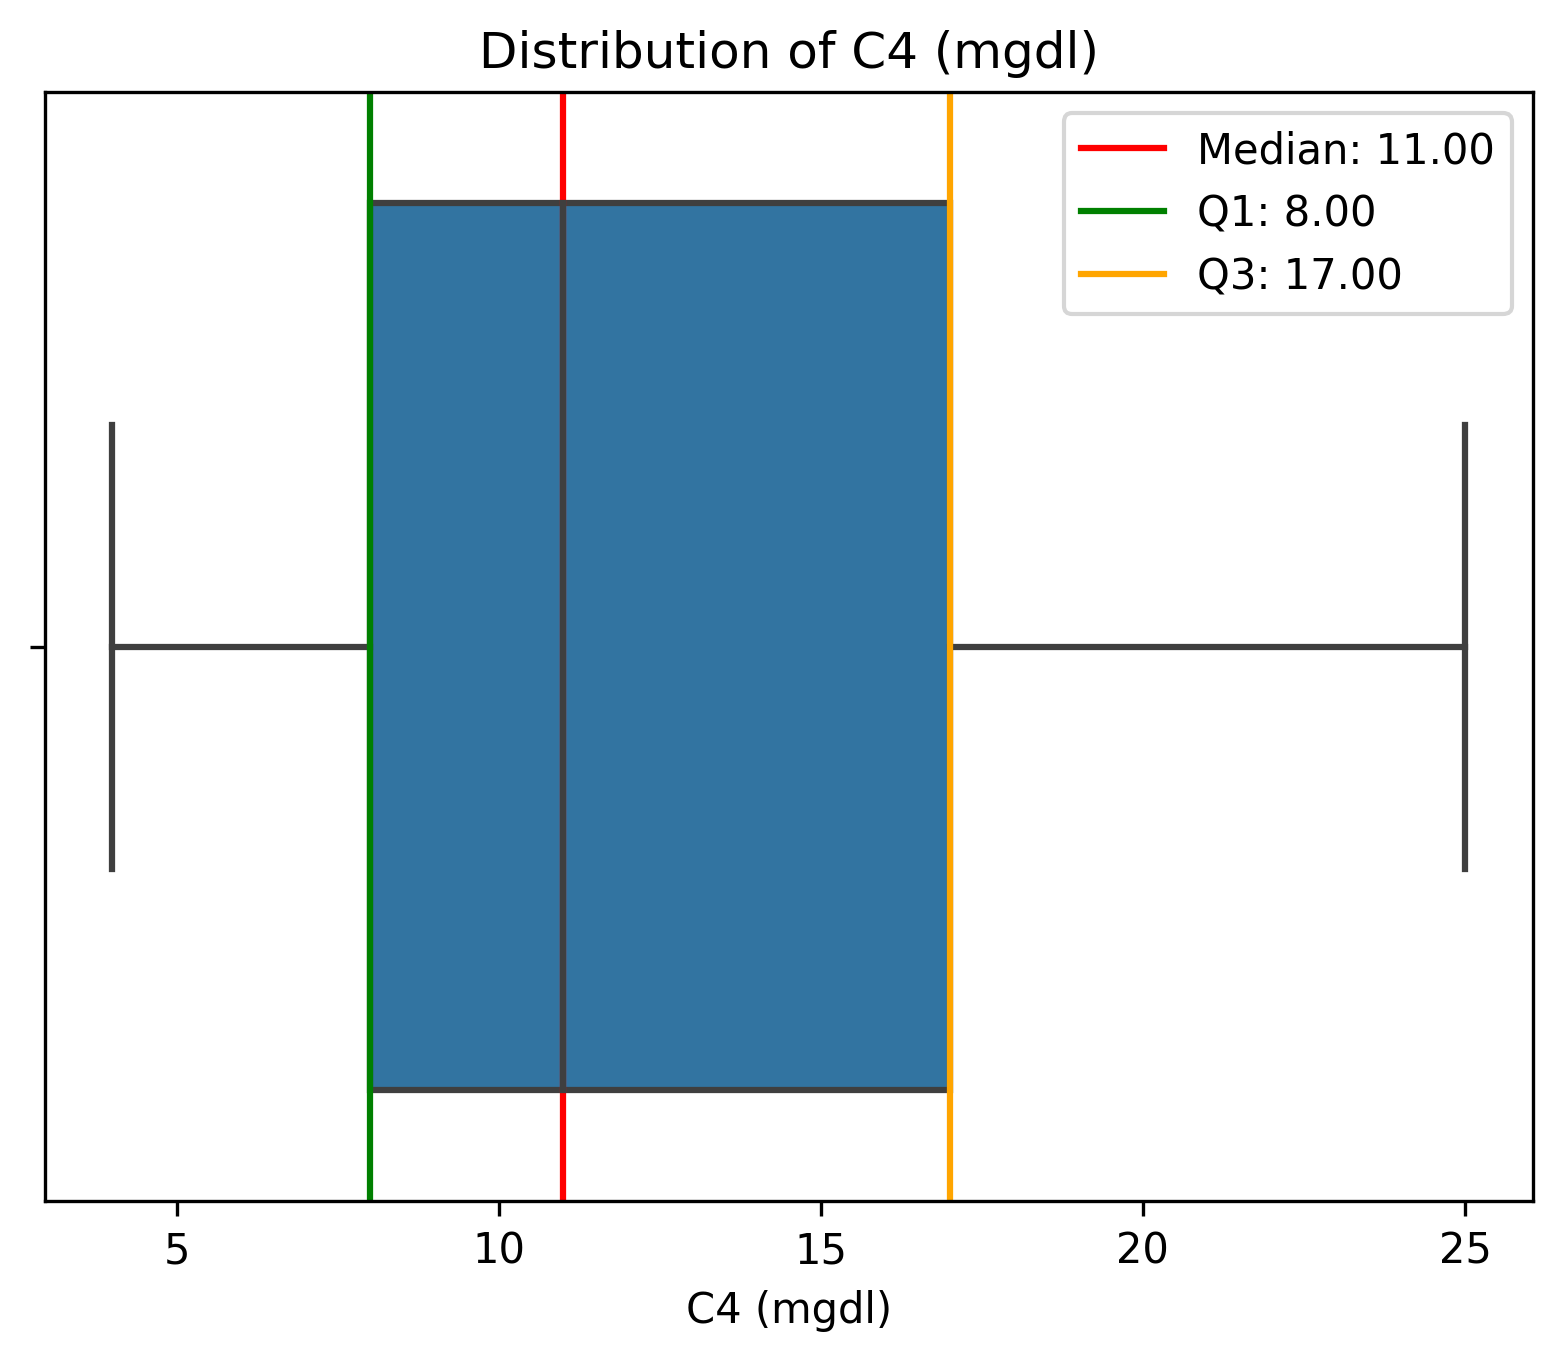 Distribution of C4 (mgdl)
Median: 11.00
Q1: 8.00
Q3: 17.00
5 10 15 20 25
C4 (mgdl)